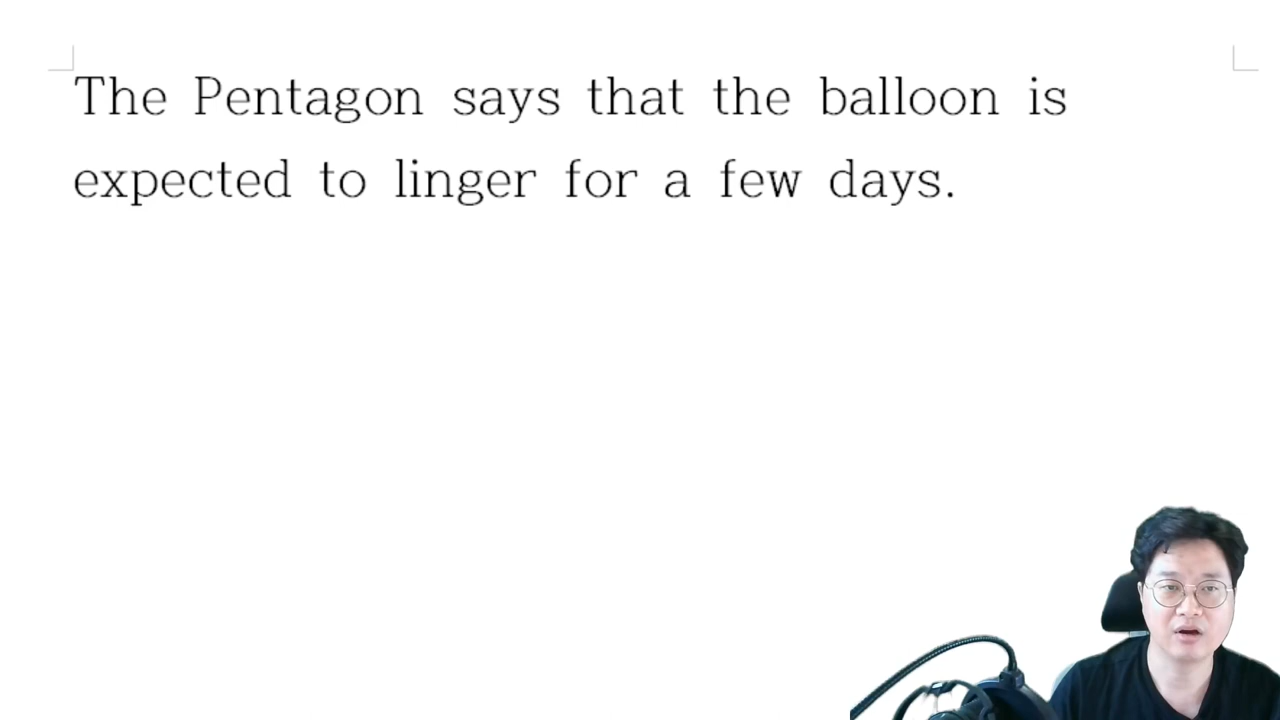 The Pentagon says that the balloon is
expected to linger for a few days.